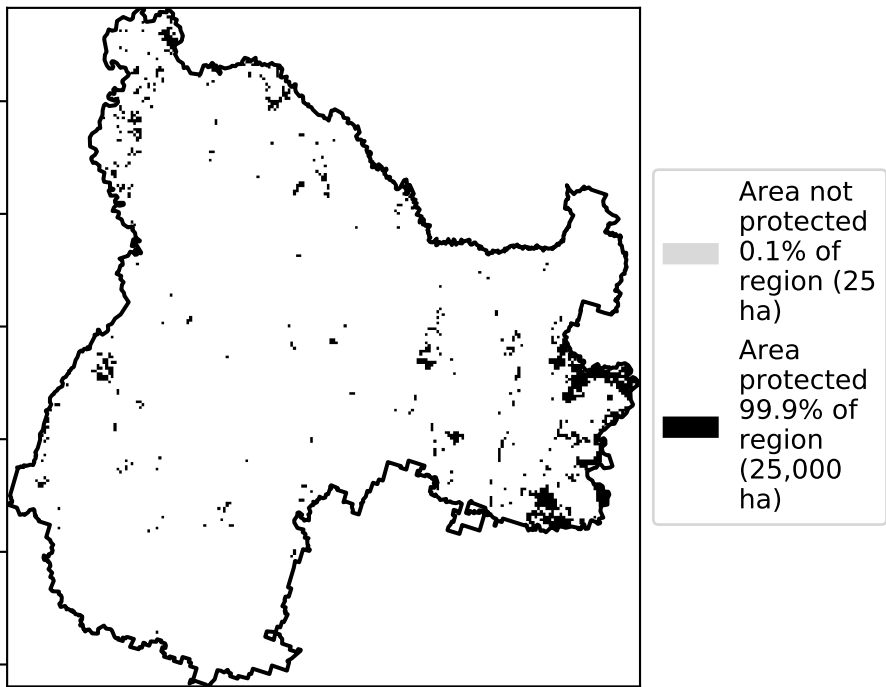 Area not
protected
0.1% of
region (25
ha)
Area
protected
99.9% of
region
(25,000
ha)